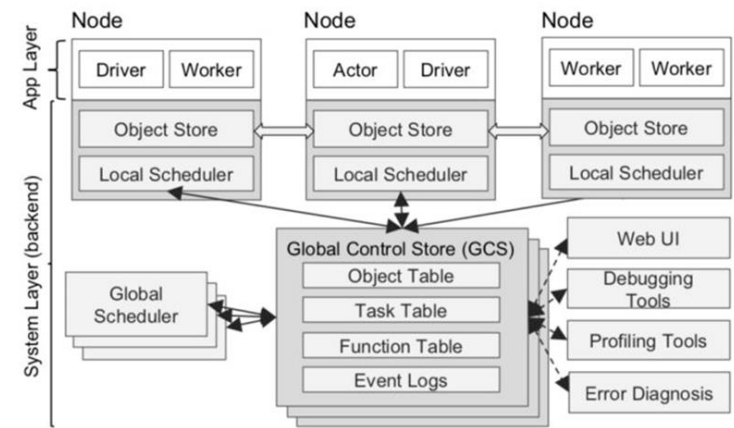 Node
Node
Node
App Layer
Driver
Worker
Actor
Driver
Worker
Worker
Object Store
Object Store
Object Store
Local Scheduler
Local Scheduler
Local Scheduler
System Layer (backend)
Global Control Store (GCS)
Object Table
Task Table
Function Table
Event Logs
Global
Scheduler
Web UI
Debugging
Tools
Profiling Tools
Error Diagnosis